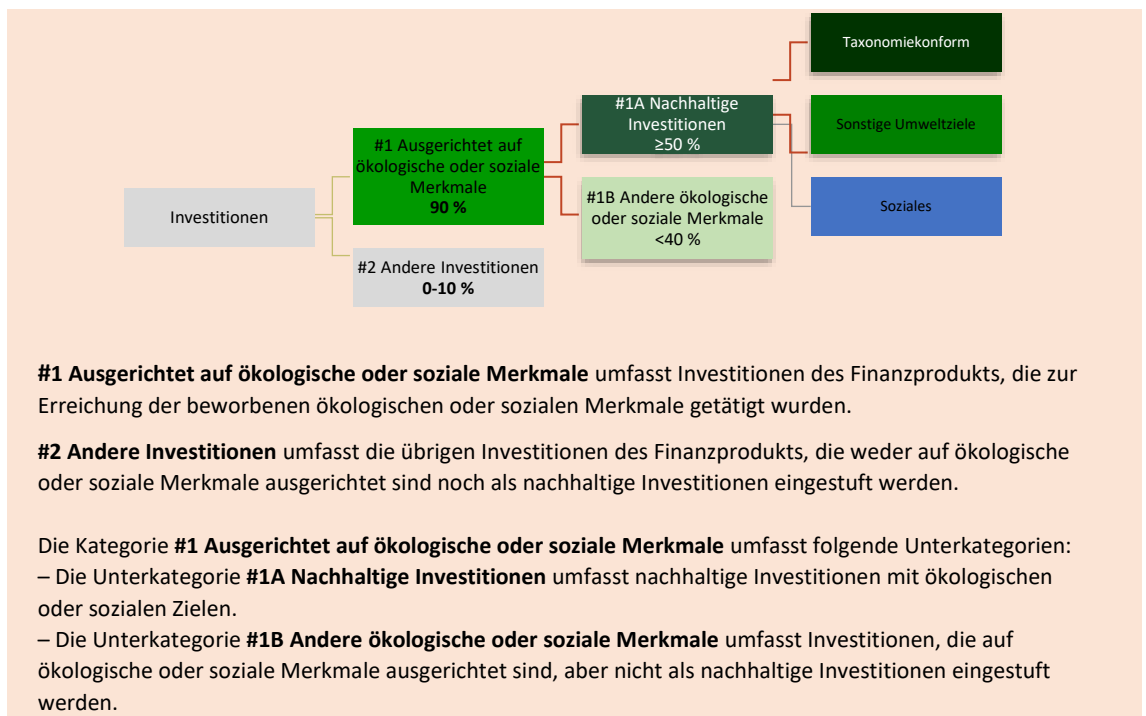 Taxonomiekonform
#1A Nachhaltige
Investitionen
≥50 %
Sonstige Umweltziele
#1 Ausgerichtet auf
ökologische oder soziale
Merkmale
90 %
#1B Andere ökologische
oder soziale Merkmale
<40 %
Soziales
Investitionen
#2 Andere Investitionen
0-10 %
#1 Ausgerichtet auf ökologische oder soziale Merkmale umfasst Investitionen des Finanzprodukts, die zur
Erreichung der beworbenen ökologischen oder sozialen Merkmale getätigt wurden.
#2 Andere Investitionen umfasst die übrigen Investitionen des Finanzprodukts, die weder auf ökologische
oder soziale Merkmale ausgerichtet sind noch als nachhaltige Investitionen eingestuft werden.
Die Kategorie #1 Ausgerichtet auf ökologische oder soziale Merkmale umfasst folgende Unterkategorien:
– Die Unterkategorie #1A Nachhaltige Investitionen umfasst nachhaltige Investitionen mit ökologischen
oder sozialen Zielen.
– Die Unterkategorie #1B Andere ökologische oder soziale Merkmale umfasst Investitionen, die auf
ökologische oder soziale Merkmale ausgerichtet sind, aber nicht als nachhaltige Investitionen eingestuft
werden.